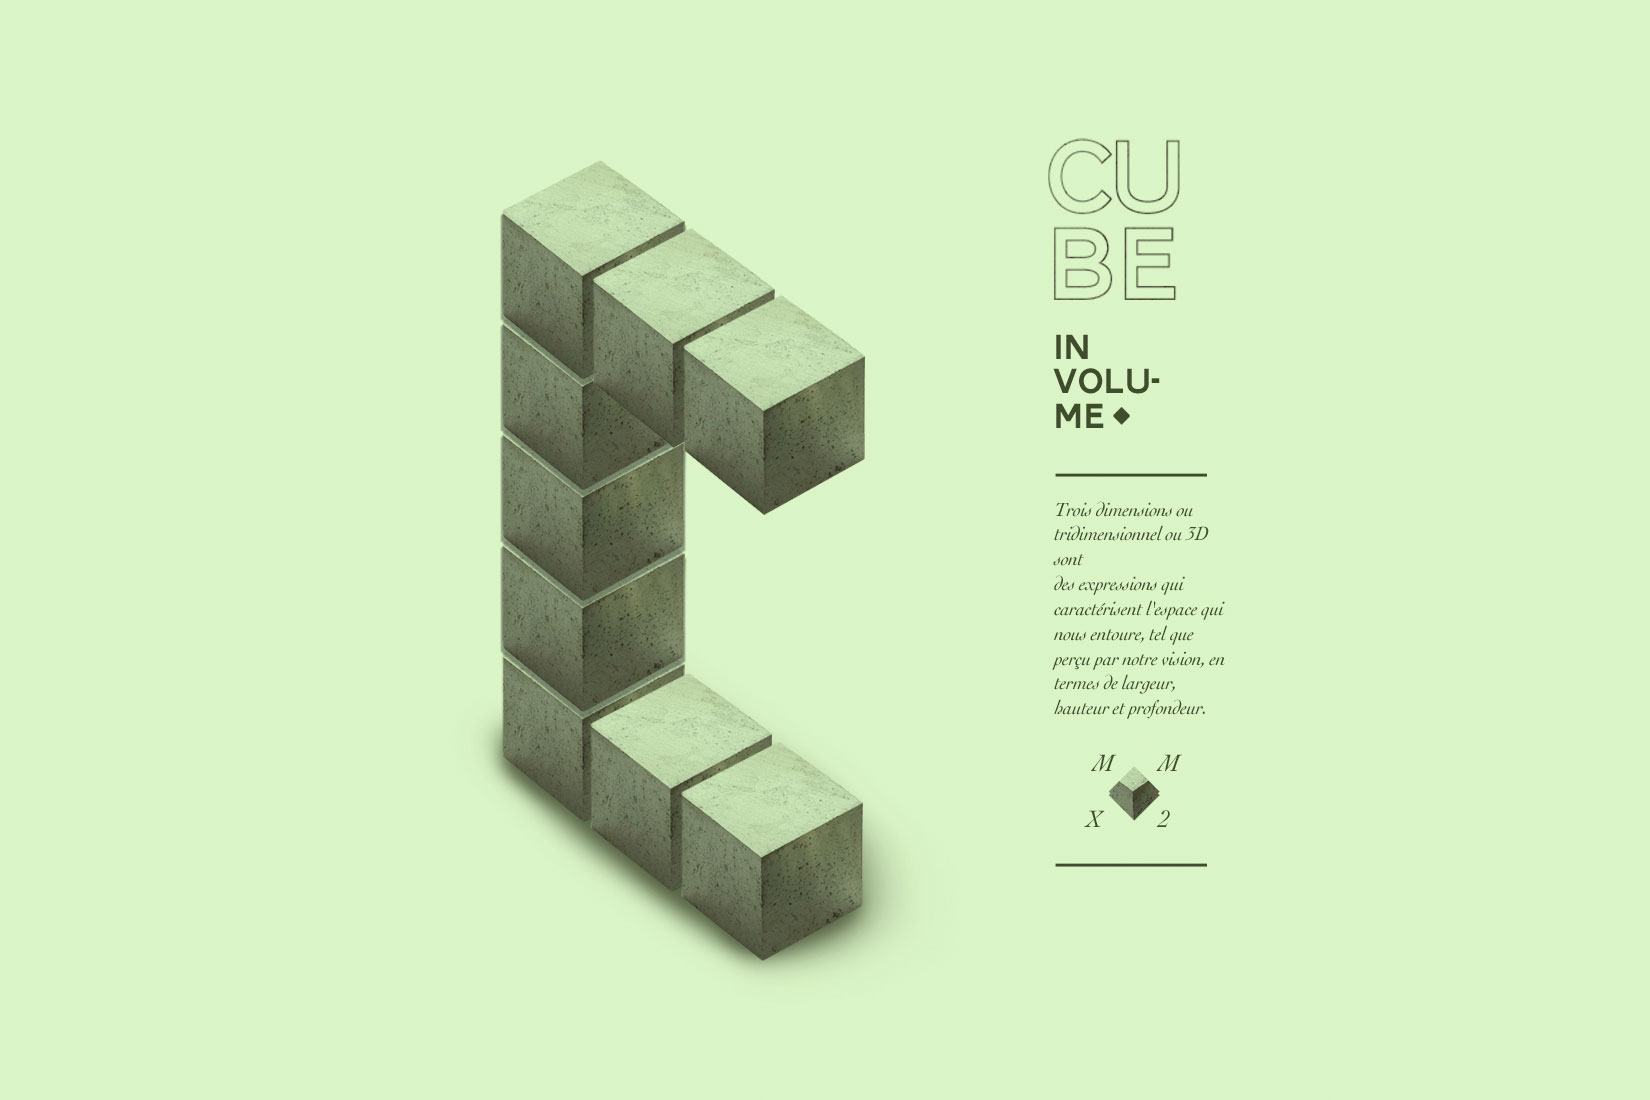 CU
BE
IN
VOLU-
ME
Trois dimensions ou
tridimensionnel ou 3D
sont
des expressions qui
caractérisent l'espace qui
nous entoure, tel que
perçu par notre vision, en
termes de largeur,
hauteur et profondeur.
M M
X 2